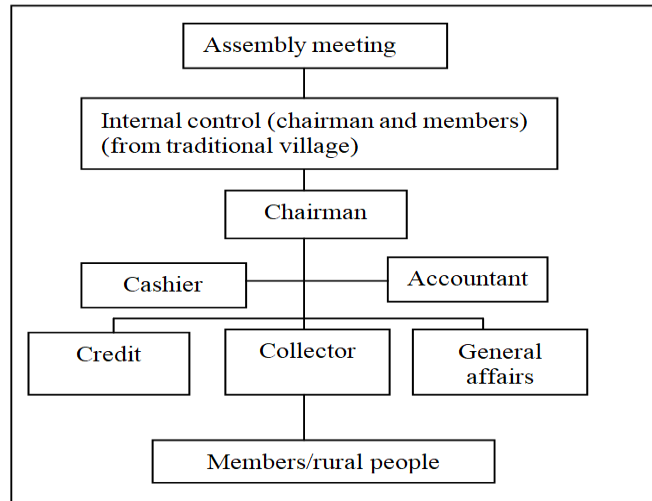 Assembly meeting
Internal control (chairman and members)
(from traditional village)
Chairman
Cashier
Accountant
Credit
Collector
General
affairs
Members/rural people